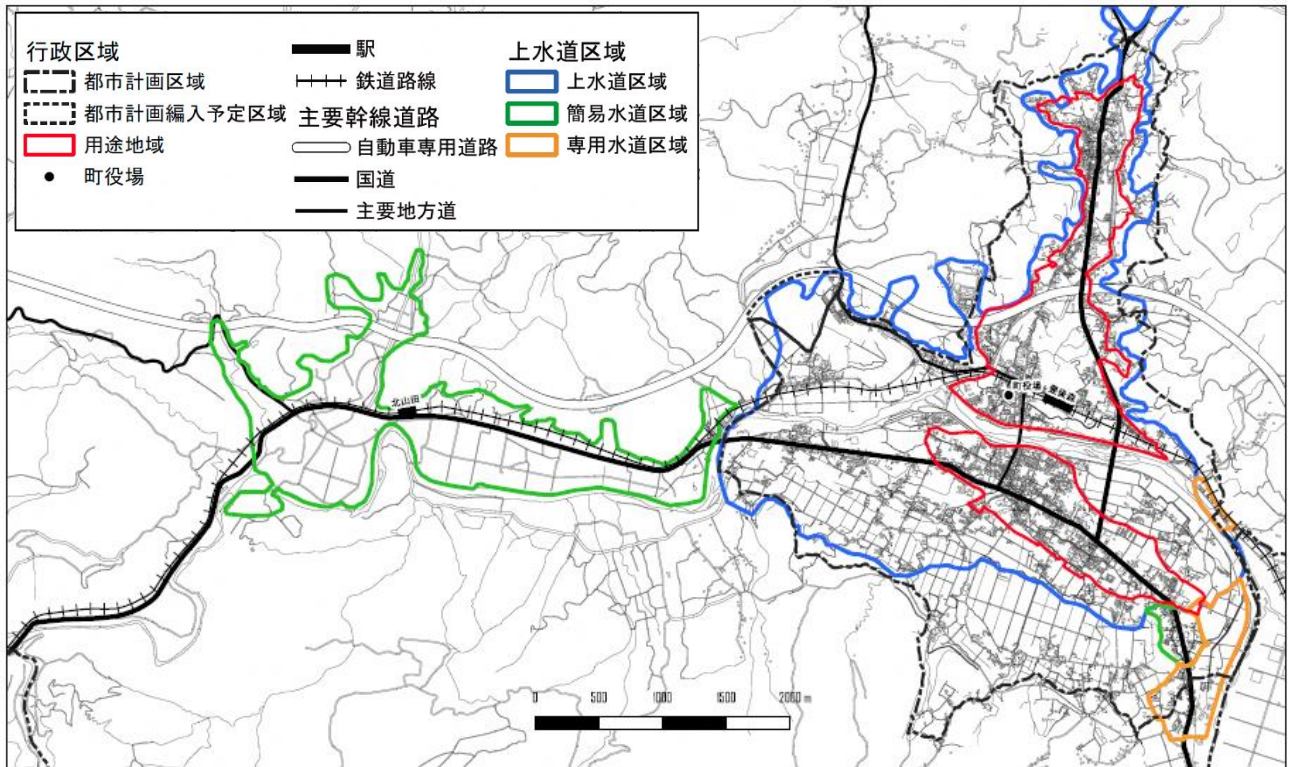 行政区域
都市計画区域
都市計画編入予定区域
用途地域
町役場
駅
鉄道路線
主要幹線道路
自動車専用道路
国道
主要地方道
上水道区域
上水道区域
簡易水道区域
専用水道区域
北山田
町役場
豊後森
0 500 1000 1500 2000 m